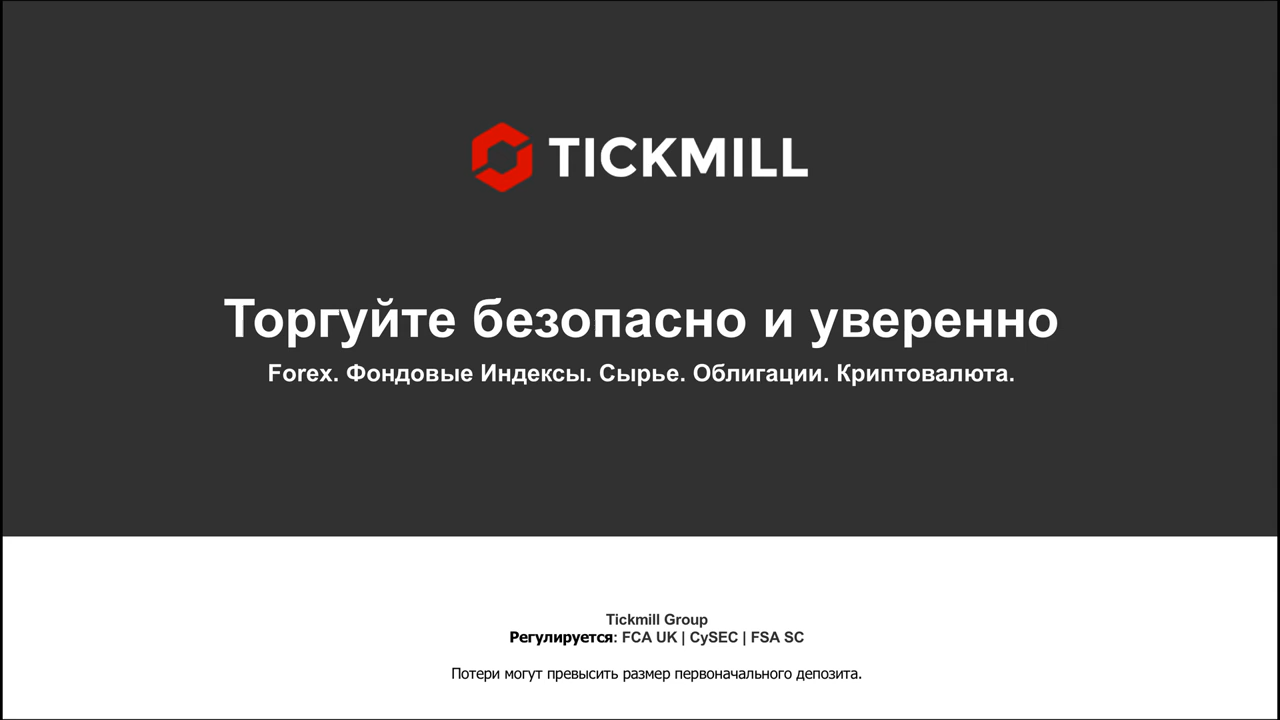 TICKMILL
Торгуйте безопасно и уверенно
Forex. Фондовые Индексы. Сырье. Облигации. Криптовалюта.
Tickmill Group
Регулируется: FCA UK | CySEC | FSA SC
Потери могут превысить размер первоначального депозита.